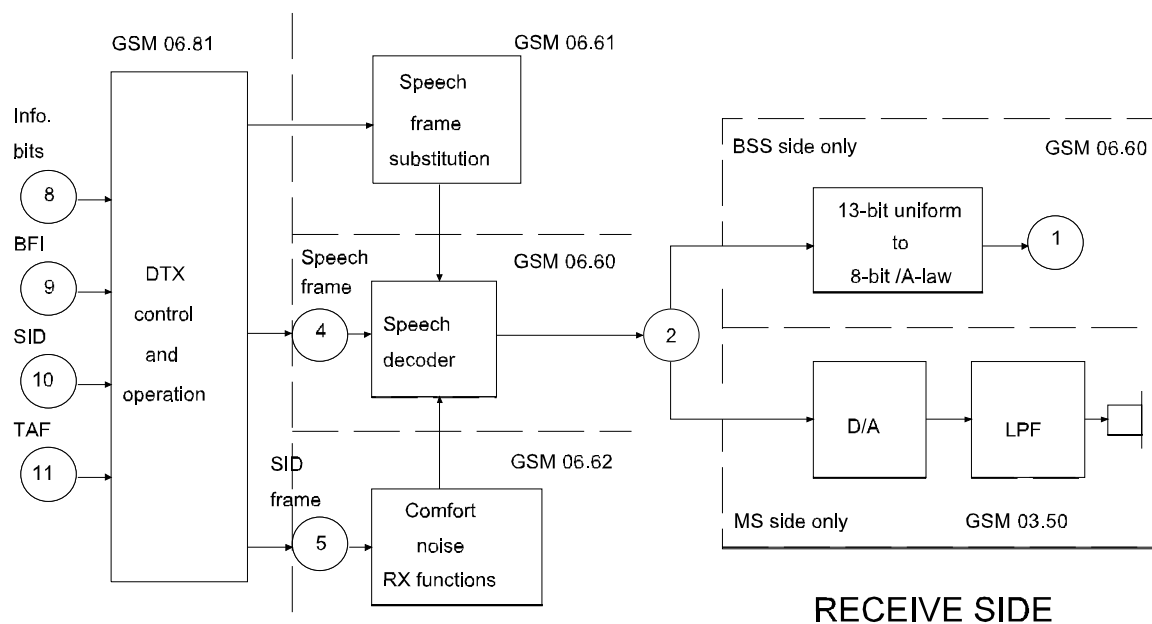 GSM 06.81
GSM 06.61
Speech
frame
substitution
Info.
bits
8
BFI
9
SID
10
TAF
11
DTX
control
and
operation
Speech
frame
4
GSM 06.60
Speech
decoder
2
SID
frame
5
GSM 06.62
Comfort
noise
RX functions
BSS side only
GSM 06.60
13-bit uniform
to
8-bit /A-law
1
D/A
LPF
MS side only
GSM 03.50
RECEIVE SIDE